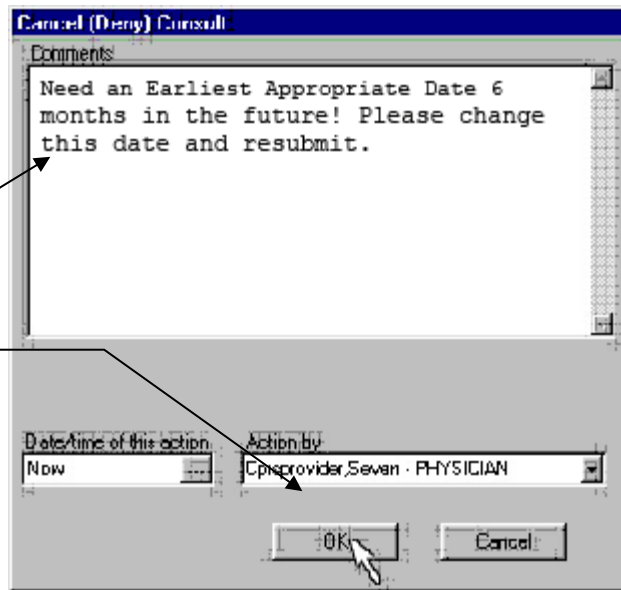 Cancel (Deny) Consult
Comments
Need an Earliest Appropriate Date 6
months in the future! Please change
this date and resubmit.
Date/time of this action
Action by
Now
Cprsprovider,Seven - PHYSICIAN
OK
Cancel